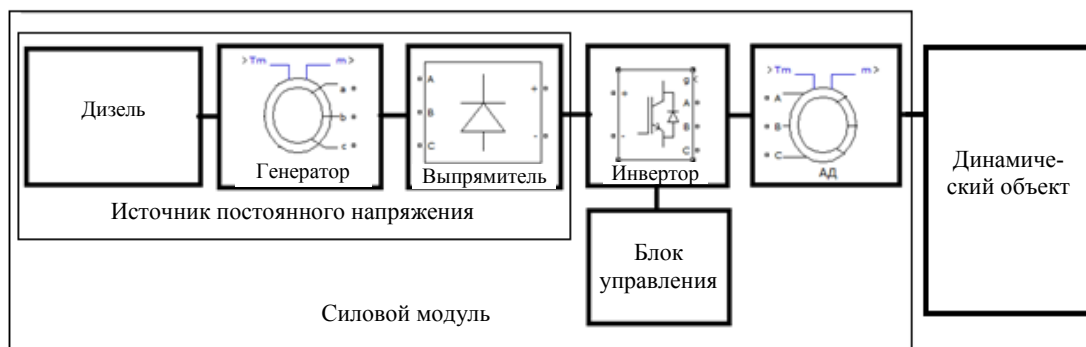 Дизель
>Tm m>
a
b
c
Генератор
A
B
C
+
-
Выпрямитель
+
-
g
A
B
C
Инвертор
>Tm m>
A
B
C
АД
Динамиче-
ский объект
Источник постоянного напряжения
Блок
управления
Силовой модуль